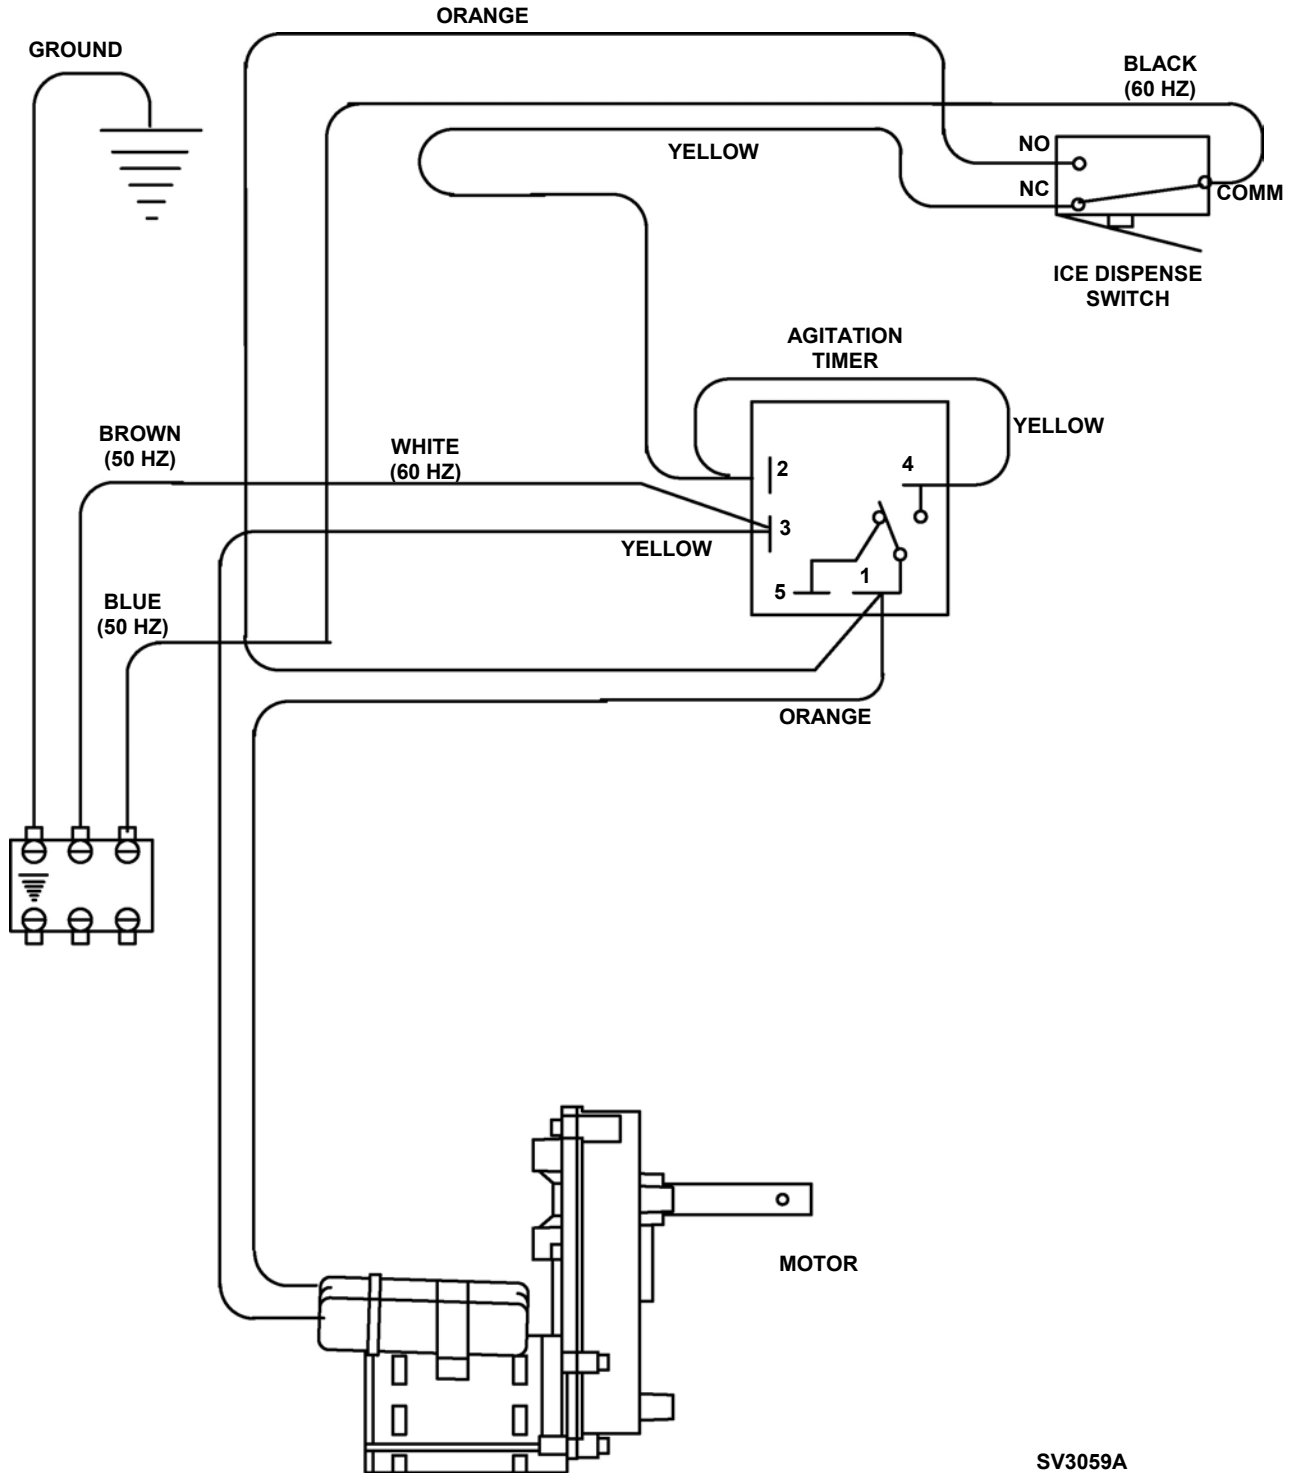 ORANGE
GROUND
BLACK
(60 HZ)
YELLOW
NO
NC
COMM
ICE DISPENSE
SWITCH
AGITATION
TIMER
YELLOW
BROWN
(50 HZ)
WHITE
(60 HZ)
2
4
3
YELLOW
5
1
BLUE
(50 HZ)
ORANGE
MOTOR
SV3059A